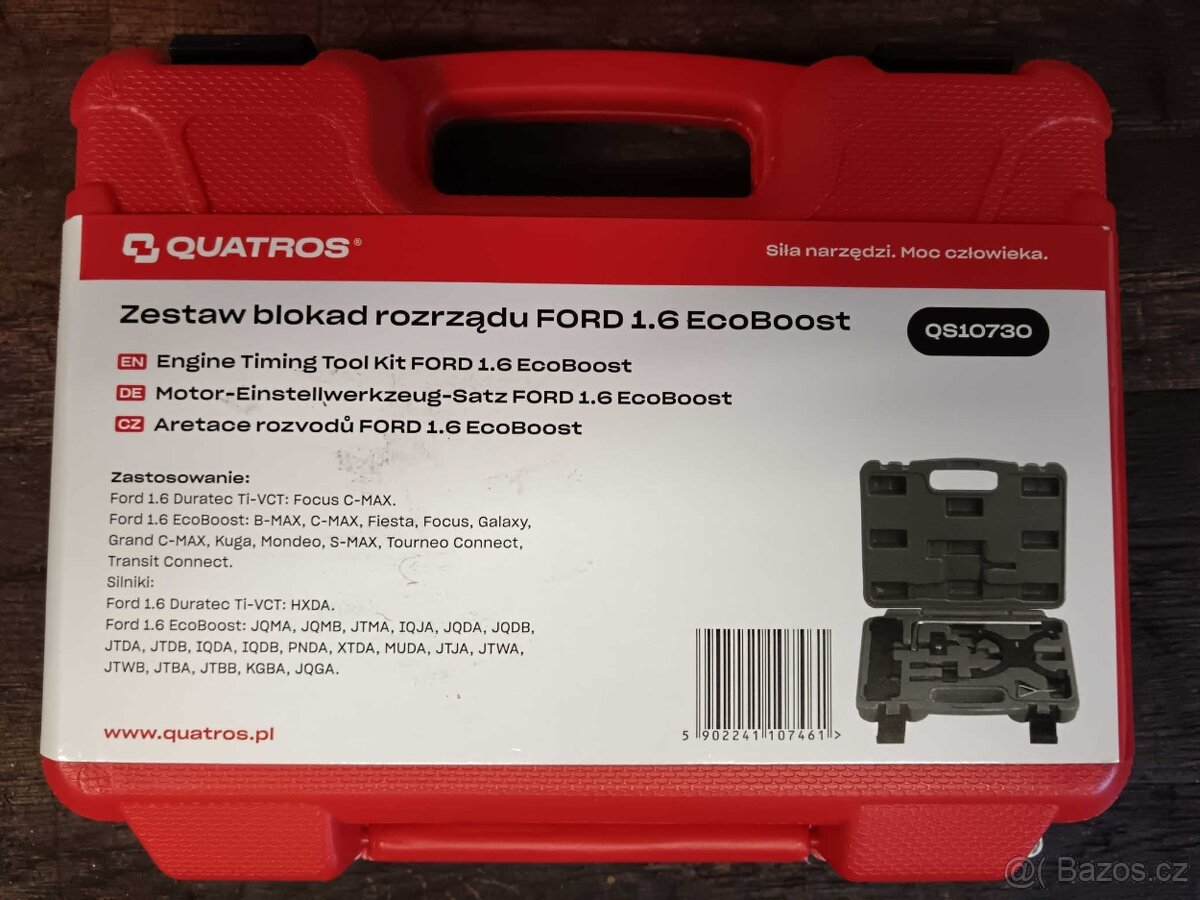 QUATROS®
Siła narzędzi. Moc człowieka.
Zestaw blokad rozrządu FORD 1.6 EcoBoost
QS10730
EN Engine Timing Tool Kit FORD 1.6 EcoBoost
DE Motor-Einstellwerkzeug-Satz FORD 1.6 EcoBoost
CZ Aretace rozvodů FORD 1.6 EcoBoost
Zastosowanie:
Ford 1.6 Duratec Ti-VCT: Focus C-MAX.
Ford 1.6 EcoBoost: B-MAX, C-MAX, Fiesta, Focus, Galaxy,
Grand C-MAX, Kuga, Mondeo, S-MAX, Tourneo Connect,
Transit Connect.
Silniki:
Ford 1.6 Duratec Ti-VCT: HXDA.
Ford 1.6 EcoBoost: JQMA, JQMB, JTMA, IQJA, JQDA, JQDB,
JTDA, JTDB, IQDA, IQDB, PNDA, XTDA, MUDA, JTJA, JTWA,
JTWB, JTBA, JTBB, KGBA, JQGA.
www.quatros.pl
5 902241 107461 >
@( Bazos.cz